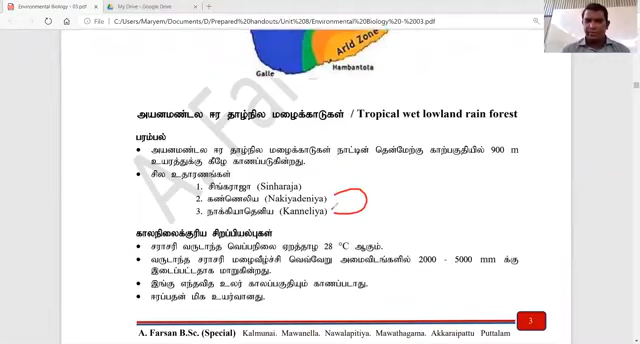 Environmental Biology - 03.pdf
My Drive - Google Drive
C:/Users/Maryem/Documents/D/Prepared%20handouts/Unit%208/Environmental%20Biology%20-%2003.pdf
Arid Zone
Galle
Hambantota
அயனமண்டல ஈர தாழ்நில மழைக்காடுகள் / Tropical wet lowland rain forest
பரம்பல்
• அயனமண்டல ஈர தாழ்நில மழைக்காடுகள் நாட்டின் தென்மேற்கு காற்பகுதியில் 900 m
உயரத்துக்கு கீழே காணப்படுகின்றது.
• சில உதாரணங்கள்
1. சிங்கராஜா (Sinharaja)
2. கண்ணெலிய (Nakiyadeniya)
3. நாக்கியாதெனிய (Kanneliya)
காலநிலைக்குரிய சிறப்பியல்புகள்
• சராசரி வருடாந்த வெப்பநிலை ஏறத்தாழ 28 °C ஆகும்.
• வருடாந்த சராசரி மழைவீழ்ச்சி வெவ்வேறு அமைவிடங்களில் 2000 - 5000 mm க்கு
இடைப்பட்டதாக மாறுகின்றது.
• இங்கு எந்தவித உலர் காலப்பகுதியும் காணப்படாது.
• ஈரப்பதன் மிக உயர்வானது.
3
A. Farsan B.Sc. (Special) Kalmunai. Mawanella. Nawalapitiya. Mawathagama. Akkaraipattu Puttalam